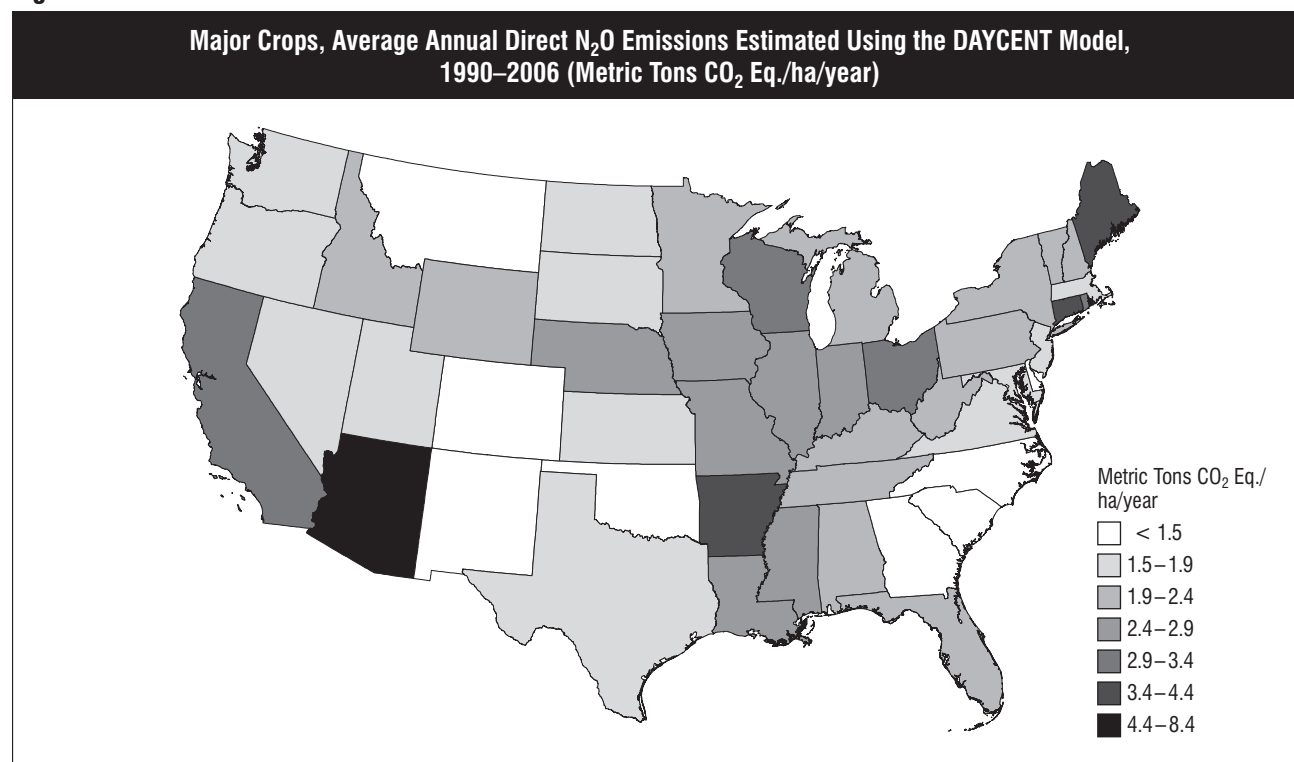 Major Crops, Average Annual Direct N₂O Emissions Estimated Using the DAYCENT Model,
1990–2006 (Metric Tons CO₂ Eq./ha/year)
Metric Tons CO₂ Eq./
ha/year
< 1.5
1.5–1.9
1.9–2.4
2.4–2.9
2.9–3.4
3.4–4.4
4.4–8.4